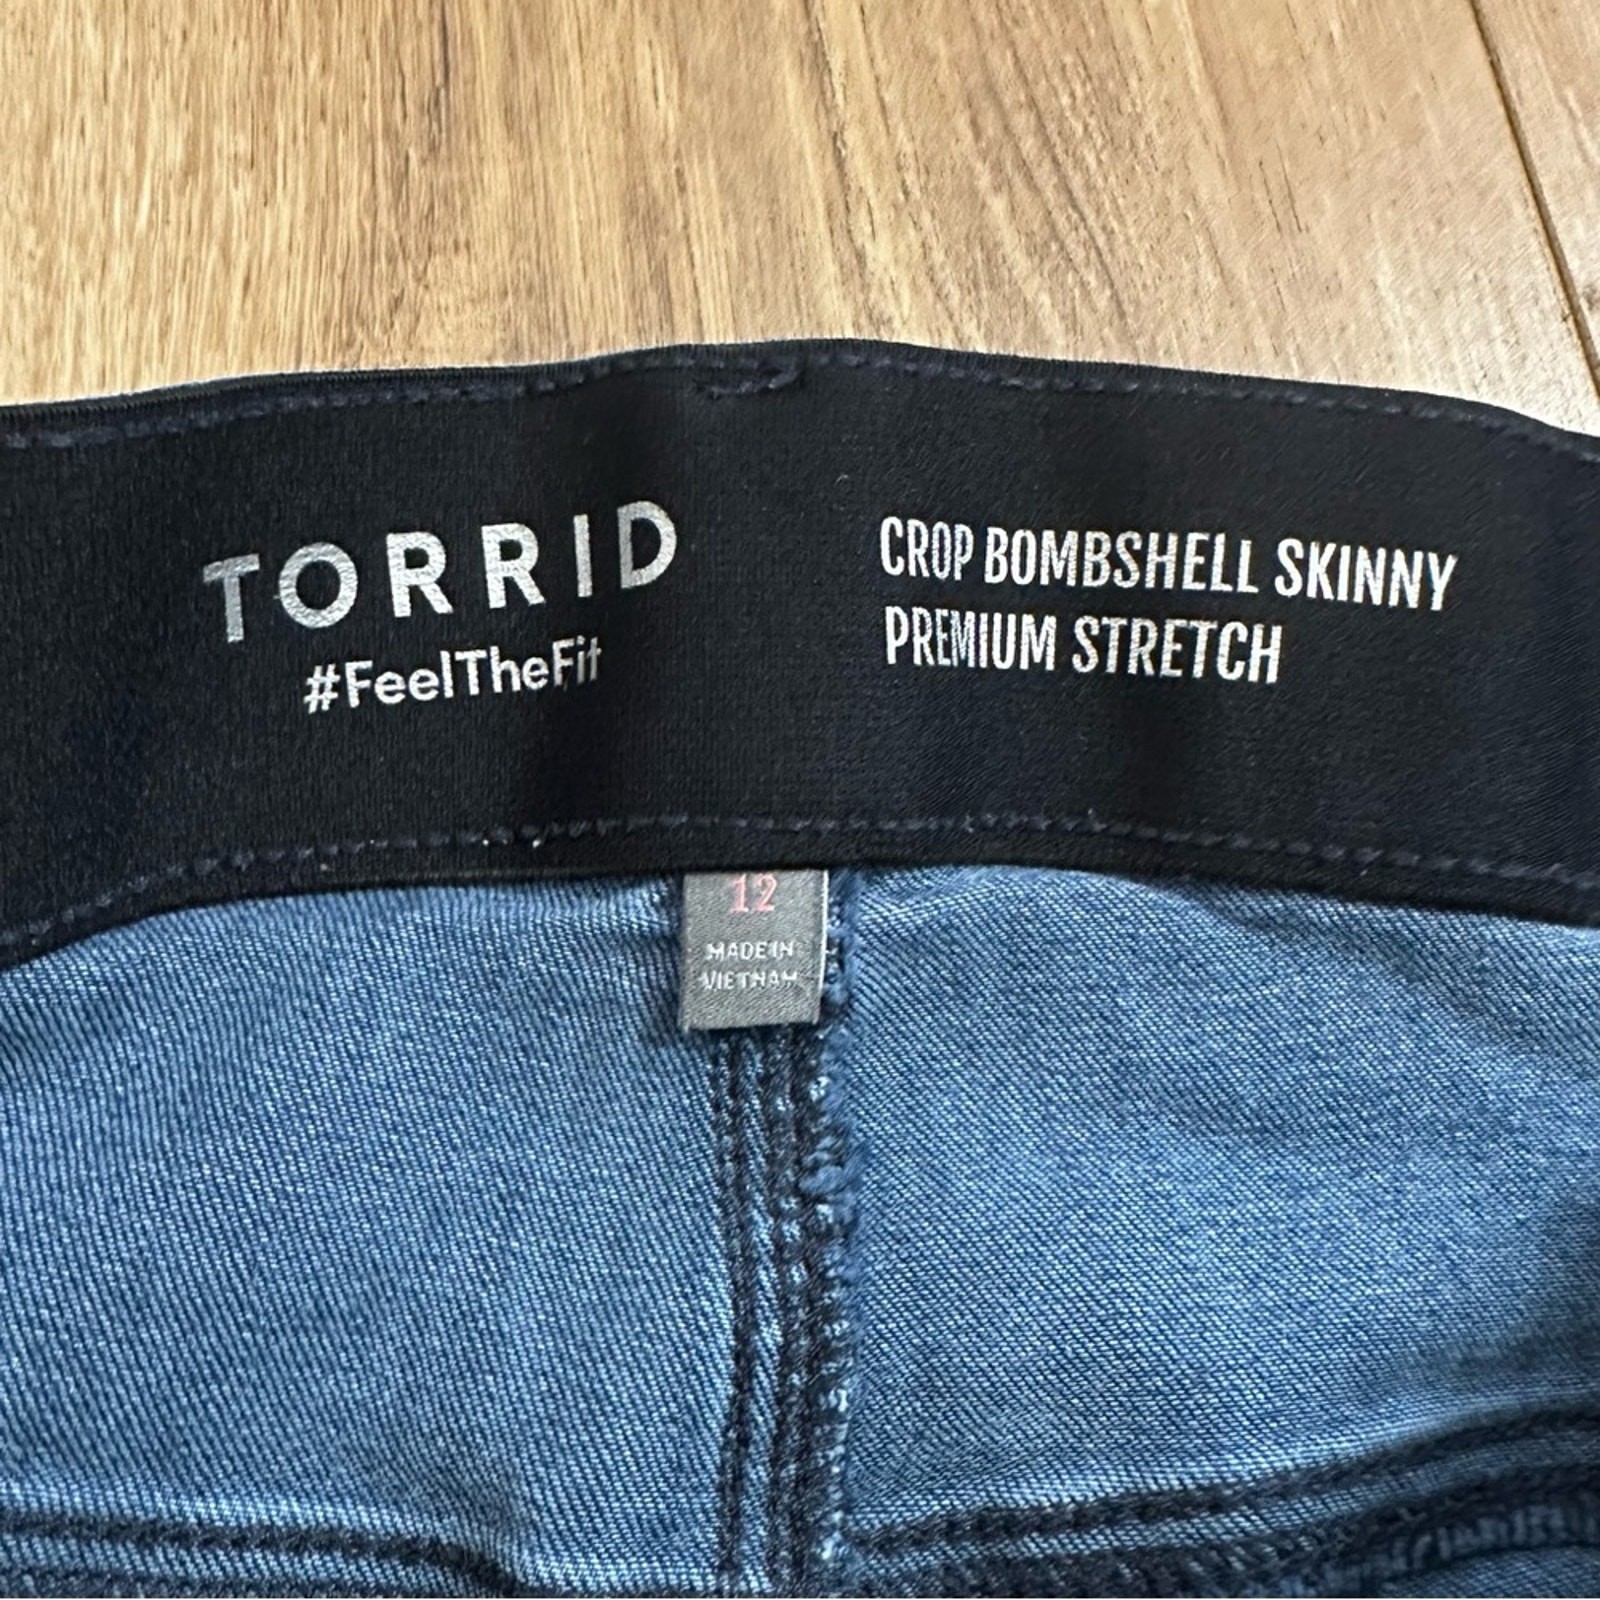 TORRID
#FeelTheFit
CROP BOMBSHELL SKINNY
PREMIUM STRETCH
12
MADE IN
VIETNAM